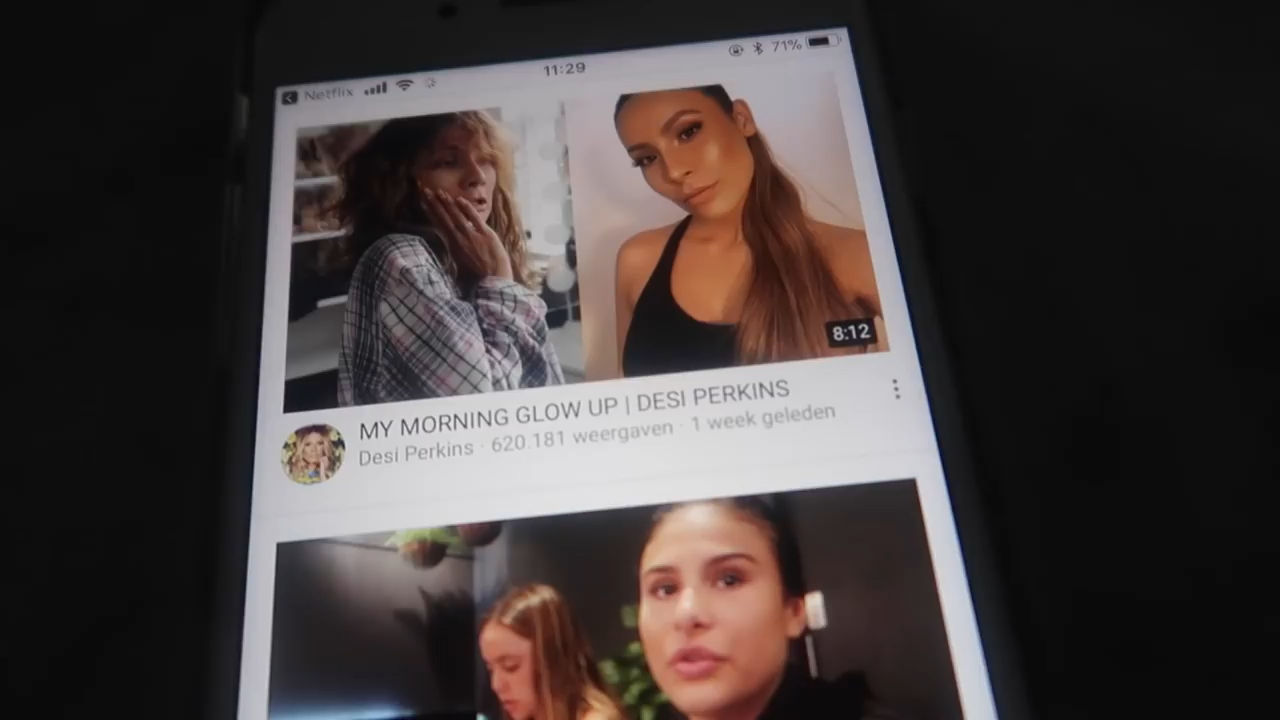 Netflix 11:29 71%
8:12
MY MORNING GLOW UP | DESI PERKINS
Desi Perkins · 620.181 weergaven · 1 week geleden